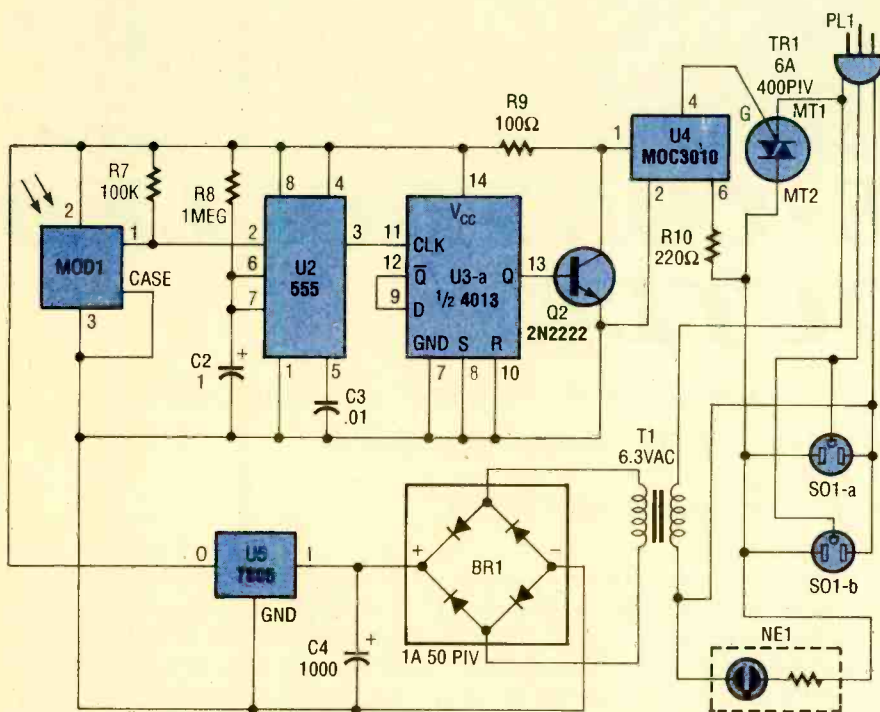 PL1
TR1
6A
400PIV
MT1
G
MT2
R9
100Ω
4
1
U4
MOC3010
2
6
R10
220Ω
R7
100K
R8
1MEG
2
1
MOD1
CASE
3
8
4
2
3
6
7
U2
555
1
5
C2
+
1
C3
.01
14
VCC
11
CLK
12
Q̅
U3-a
Q
13
½ 4013
9
D
GND
S
R
7
8
10
Q2
2N2222
T1
6.3VAC
SO1-a
SO1-b
O
U5
7805
I
GND
C4
1000
+
+
BR1
−
1A 50 PIV
NE1